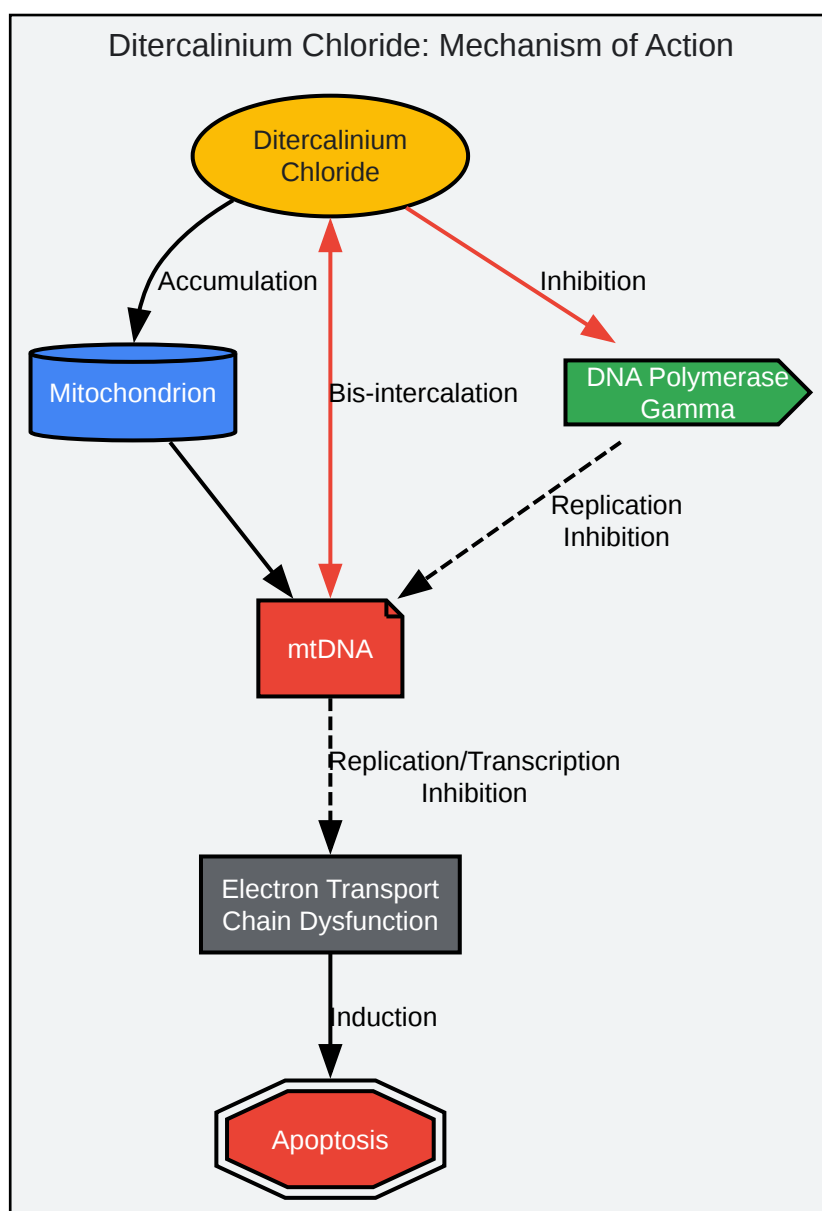 Ditercalinium Chloride: Mechanism of Action
Ditercalinium
Chloride
Accumulation
Inhibition
Mitochondrion
Bis-intercalation
DNA Polymerase
Gamma
Replication
Inhibition
mtDNA
Replication/Transcription
Inhibition
Electron Transport
Chain Dysfunction
Induction
Apoptosis